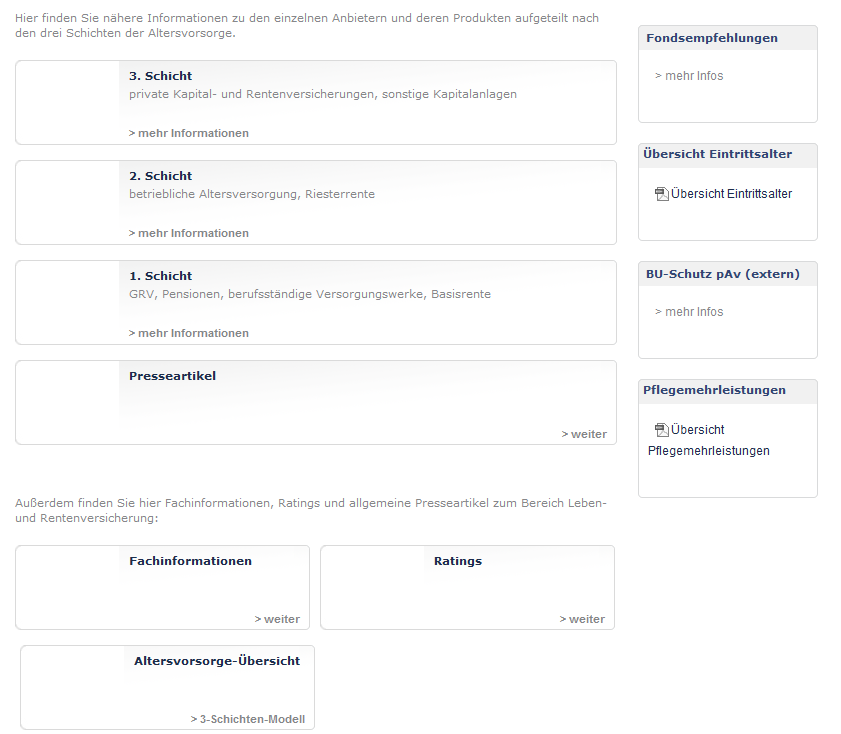 Hier finden Sie nähere Informationen zu den einzelnen Anbietern und deren Produkten aufgeteilt nach
den drei Schichten der Altersvorsorge.
3. Schicht
private Kapital- und Rentenversicherungen, sonstige Kapitalanlagen
> mehr Informationen
2. Schicht
betriebliche Altersversorgung, Riesterrente
> mehr Informationen
1. Schicht
GRV, Pensionen, berufsständige Versorgungswerke, Basisrente
> mehr Informationen
Presseartikel
> weiter
Außerdem finden Sie hier Fachinformationen, Ratings und allgemeine Presseartikel zum Bereich Leben-
und Rentenversicherung:
Fachinformationen
> weiter
Ratings
> weiter
Altersvorsorge-Übersicht
> 3-Schichten-Modell
Fondsempfehlungen
> mehr Infos
Übersicht Eintrittsalter
Übersicht Eintrittsalter
BU-Schutz pAv (extern)
> mehr Infos
Pflegemehrleistungen
Übersicht
Pflegemehrleistungen